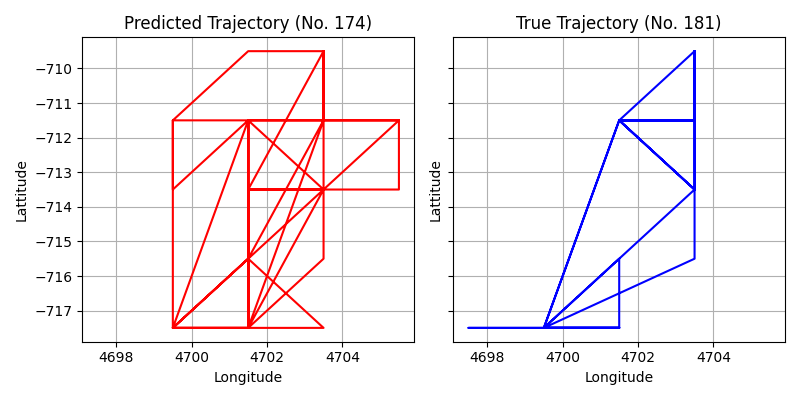 Predicted Trajectory (No. 174)
True Trajectory (No. 181)
Lattitude
−710
−711
−712
−713
−714
−715
−716
−717
4698
4700
4702
4704
Longitude
Lattitude
4698
4700
4702
4704
Longitude